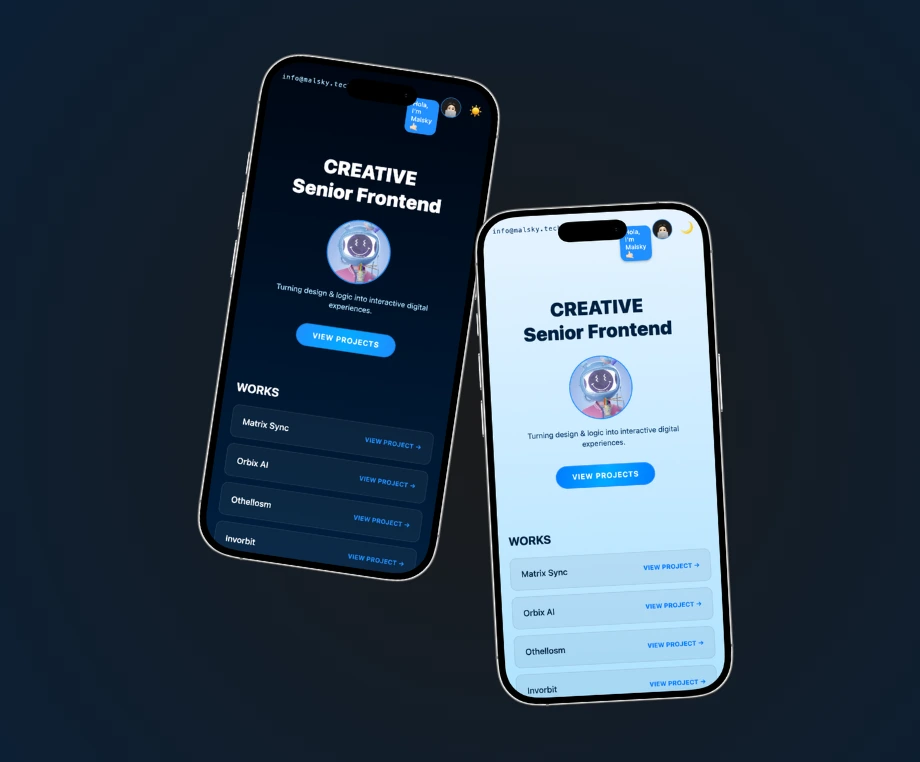 info@malsky.tec
Hola,
I'm
Malsky
CREATIVE
Senior Frontend
Turning design & logic into interactive digital
experiences.
VIEW PROJECTS
WORKS
Matrix Sync
VIEW PROJECT →
Orbix AI
VIEW PROJECT →
Othellosm
VIEW PROJECT →
Invorbit
VIEW PROJECT →
info@malsky.tech
Hola,
I'm
Malsky
CREATIVE
Senior Frontend
Turning design & logic into interactive digital
experiences.
VIEW PROJECTS
WORKS
Matrix Sync
VIEW PROJECT →
Orbix AI
VIEW PROJECT →
Othellosm
VIEW PROJECT →
Invorbit
VIEW PROJECT →